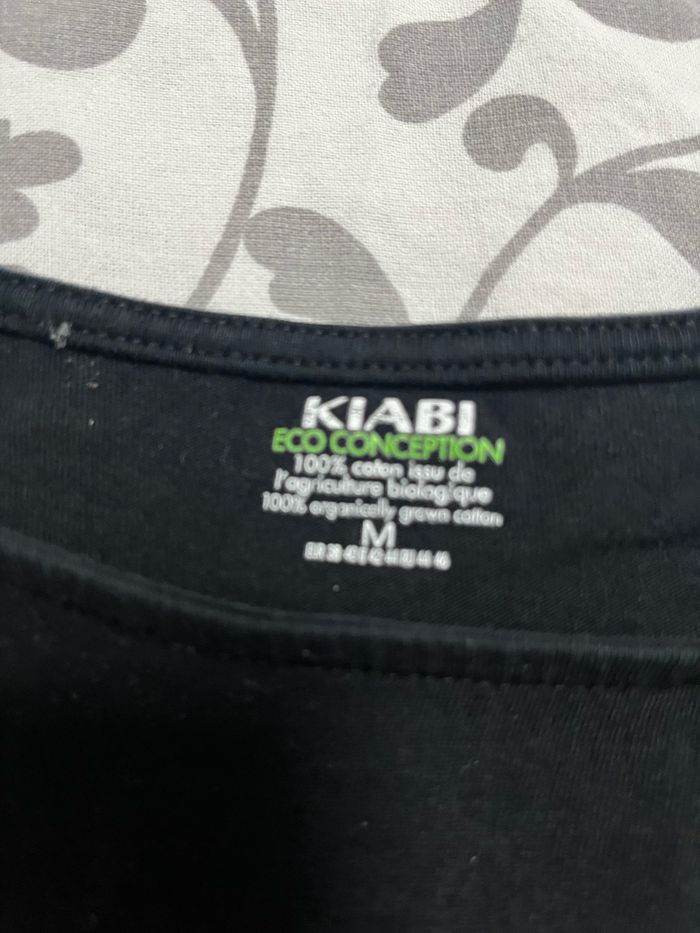 KIABI
ECO CONCEPTION
100% coton issu de
l'agriculture biologique
100% organically grown cotton
M